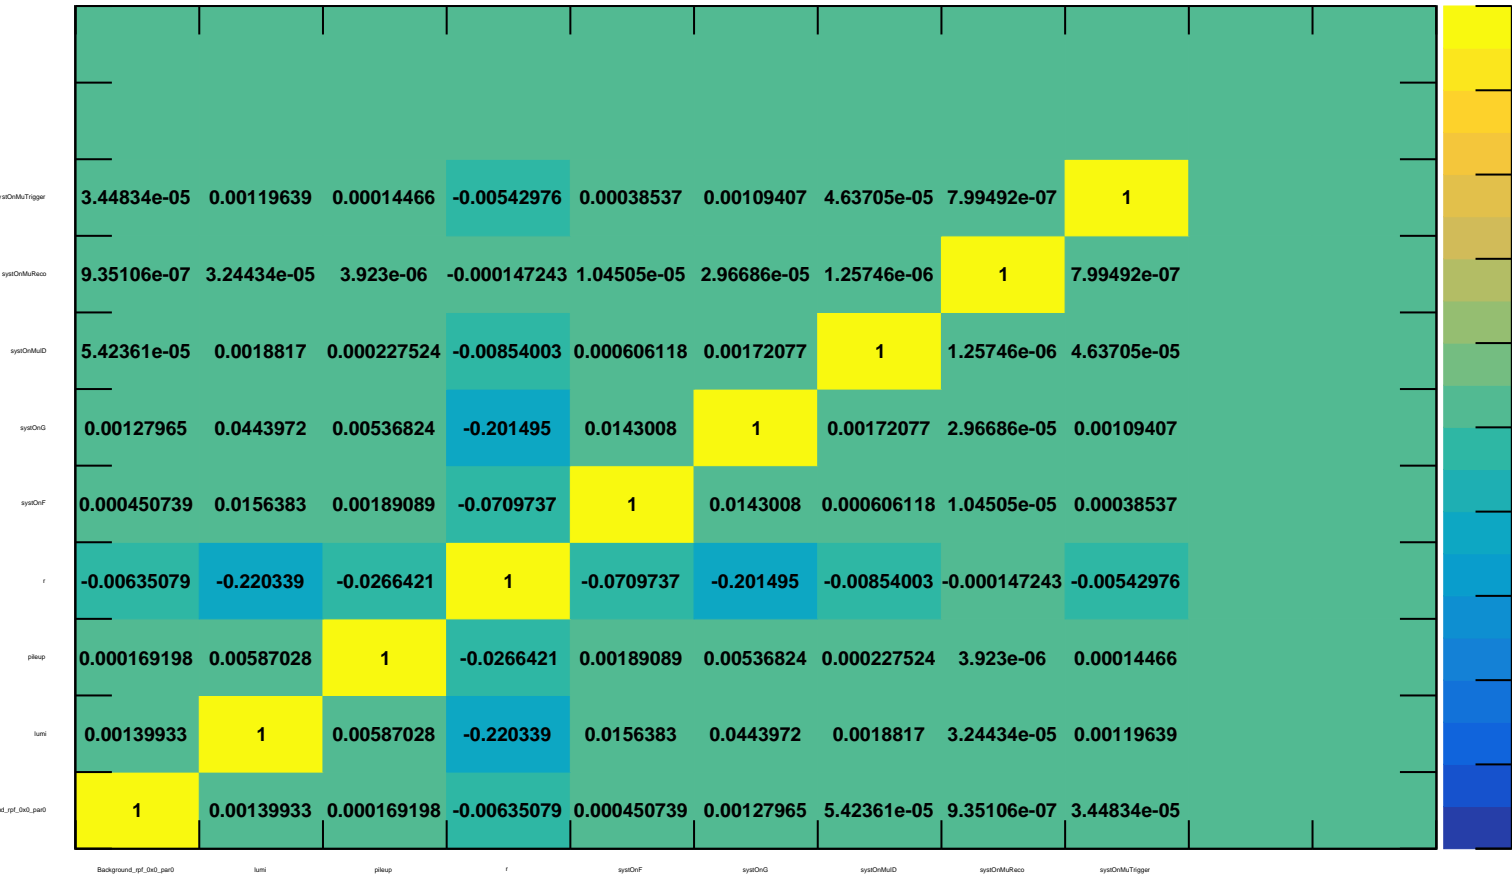 rstOnMuTrigger 3.44834e-05 0.00119639 0.00014466 -0.00542976 0.00038537 0.00109407 4.63705e-05 7.99492e-07 1
systOnMuReco 9.35106e-07 3.24434e-05 3.923e-06 -0.000147243 1.04505e-05 2.96686e-05 1.25746e-06 1 7.99492e-07
systOnMuID 5.42361e-05 0.0018817 0.000227524 -0.00854003 0.000606118 0.00172077 1 1.25746e-06 4.63705e-05
systOnG 0.00127965 0.0443972 0.00536824 -0.201495 0.0143008 1 0.00172077 2.96686e-05 0.00109407
systOnF 0.000450739 0.0156383 0.00189089 -0.0709737 1 0.0143008 0.000606118 1.04505e-05 0.00038537
r -0.00635079 -0.220339 -0.0266421 1 -0.0709737 -0.201495 -0.00854003 -0.000147243 -0.00542976
pileup 0.000169198 0.00587028 1 -0.0266421 0.00189089 0.00536824 0.000227524 3.923e-06 0.00014466
lumi 0.00139933 1 0.00587028 -0.220339 0.0156383 0.0443972 0.0018817 3.24434e-05 0.00119639
d_rpf_0x0_par0 1 0.00139933 0.000169198 -0.00635079 0.000450739 0.00127965 5.42361e-05 9.35106e-07 3.44834e-05
Background_rpf_0x0_par0 lumi pileup r systOnF systOnG systOnMuID systOnMuReco systOnMuTrigger